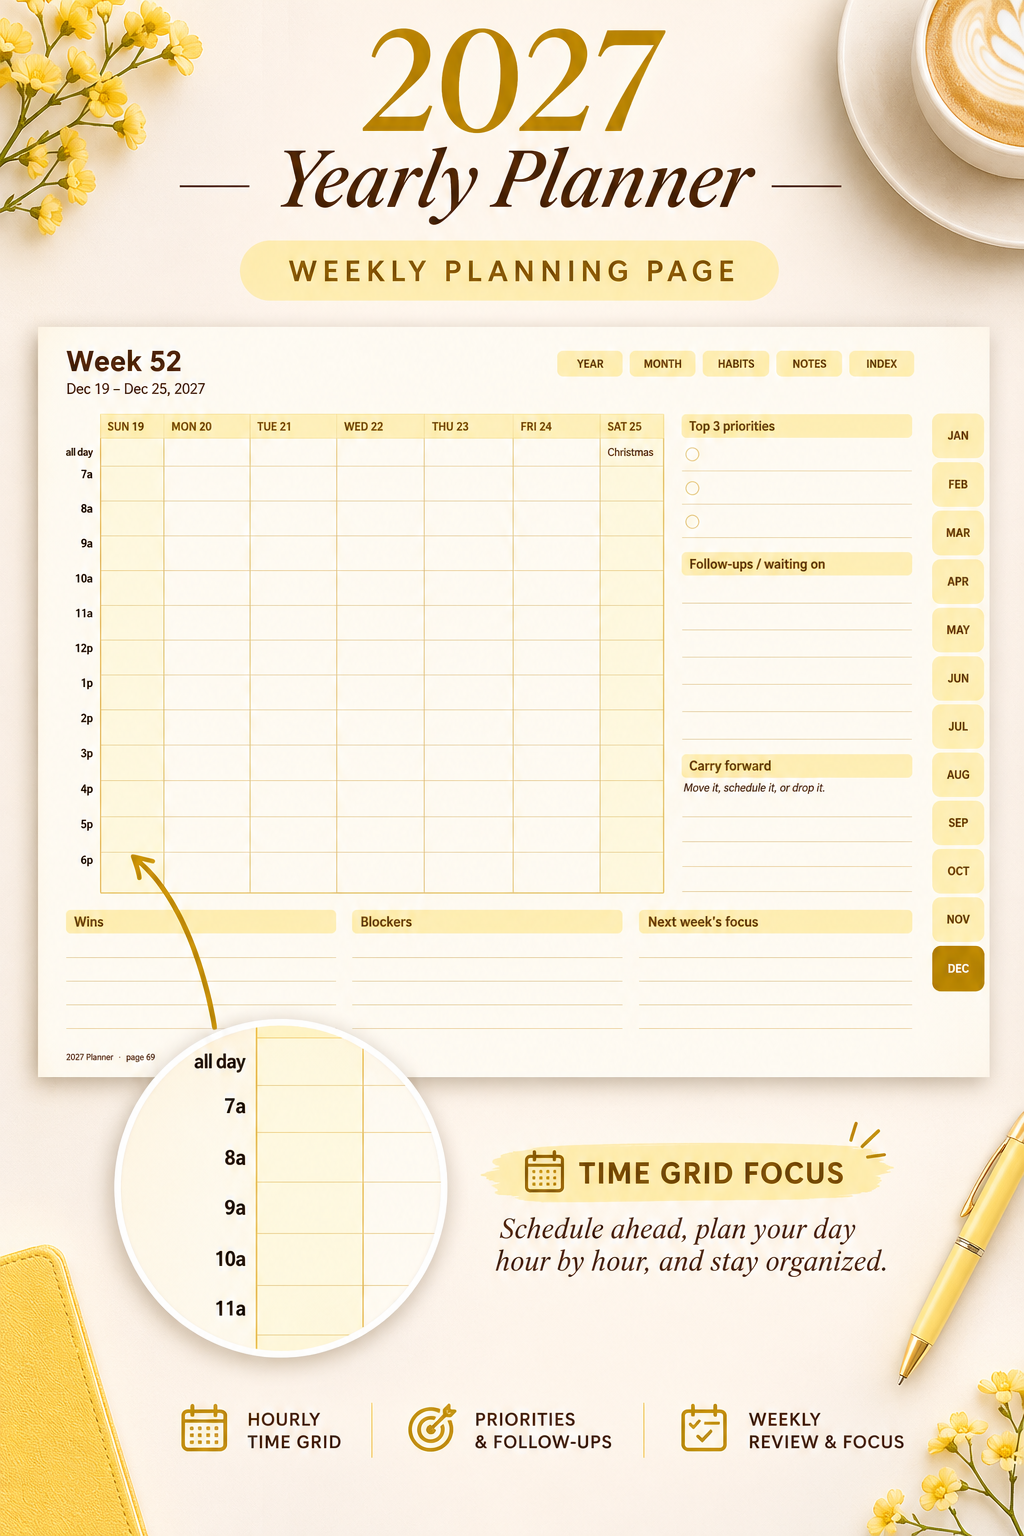 2027
Yearly Planner
WEEKLY PLANNING PAGE
Week 52
Dec 19 – Dec 25, 2027
YEAR MONTH HABITS NOTES INDEX
SUN 19 MON 20 TUE 21 WED 22 THU 23 FRI 24 SAT 25
all day Christmas
7a
8a
9a
10a
11a
12p
1p
2p
3p
4p
5p
6p
Top 3 priorities
Follow-ups / waiting on
Carry forward
Move it, schedule it, or drop it.
JAN
FEB
MAR
APR
MAY
JUN
JUL
AUG
SEP
OCT
NOV
DEC
Wins Blockers Next week's focus
2027 Planner · page 69
all day
7a
8a
9a
10a
11a
TIME GRID FOCUS
Schedule ahead, plan your day
hour by hour, and stay organized.
HOURLY
TIME GRID
PRIORITIES
& FOLLOW-UPS
WEEKLY
REVIEW & FOCUS